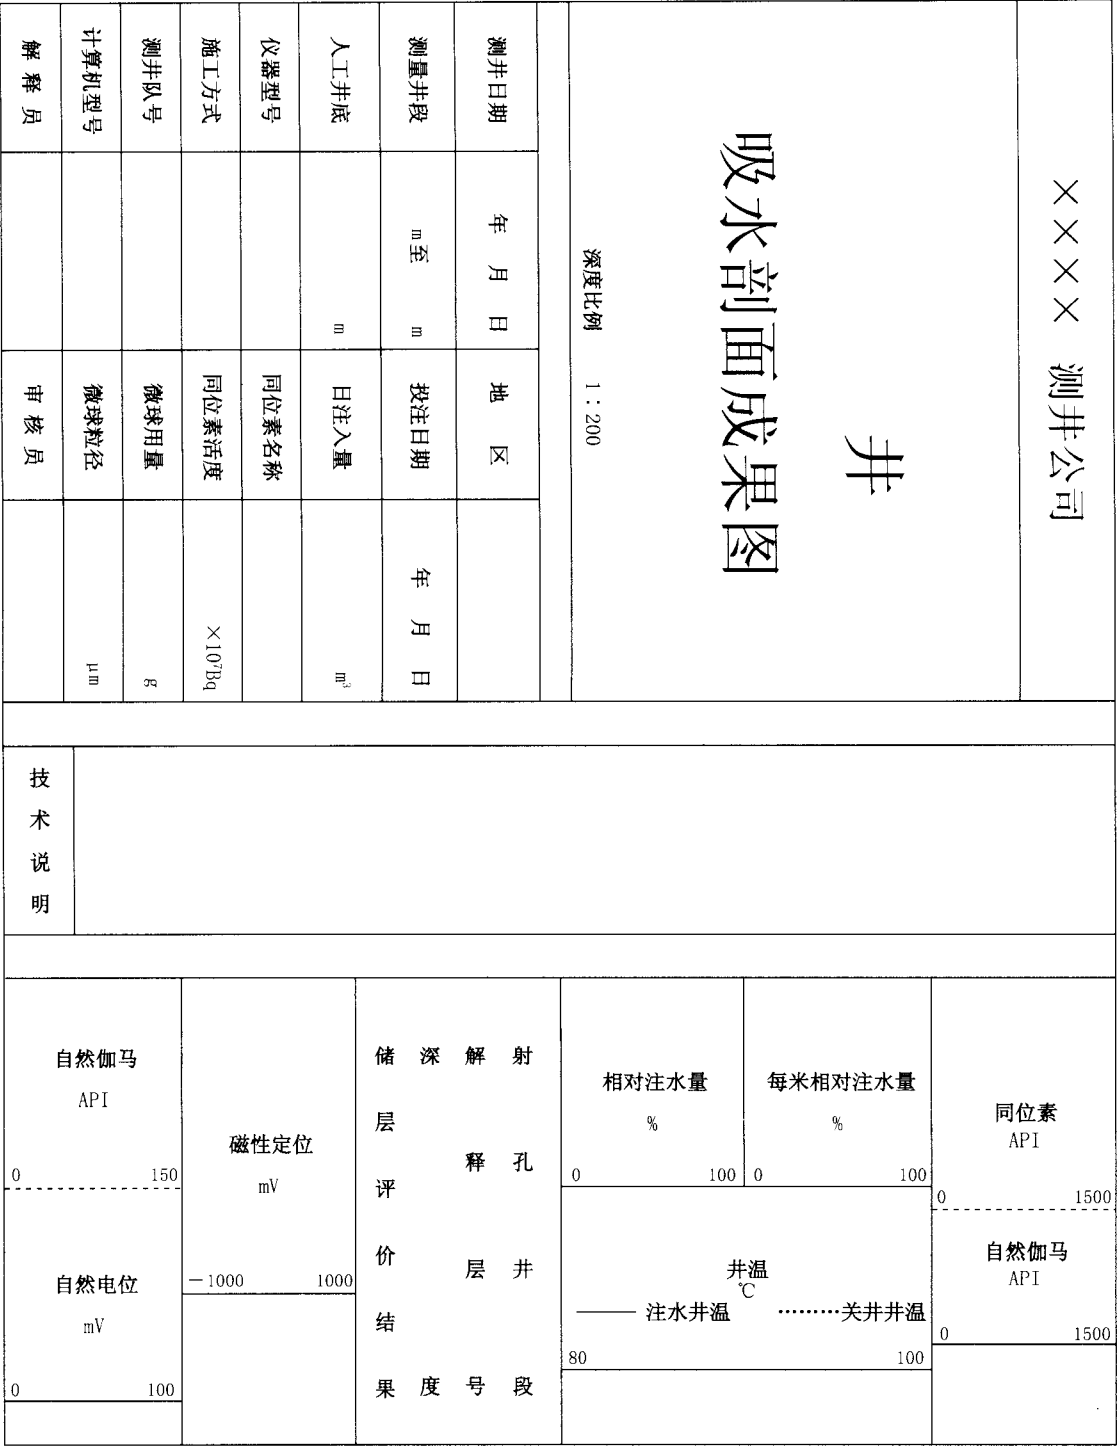 ×××× 测井公司
井
吸水剖面成果图
深度比例 1:200
测井日期 年 月 日 地 区
测量井段 m至 m 投注日期 年 月 日
人工井底 m 日注入量 m³
仪器型号 同位素名称
施工方式 同位素活度 ×10⁷Bq
测井队号 微球用量 g
计算机型号 微球粒径 μm
解释员 审核员
技术说明
自然伽马
API
0 150
自然电位
mV
0 100
磁性定位
mV
-1000 1000
储层评价结果
深度
解释层号
射孔井段
相对注水量
%
0 100
每米相对注水量
%
0 100
井温
℃
—— 注水井温 ………关井井温
80 100
同位素
API
0 1500
自然伽马
API
0 1500